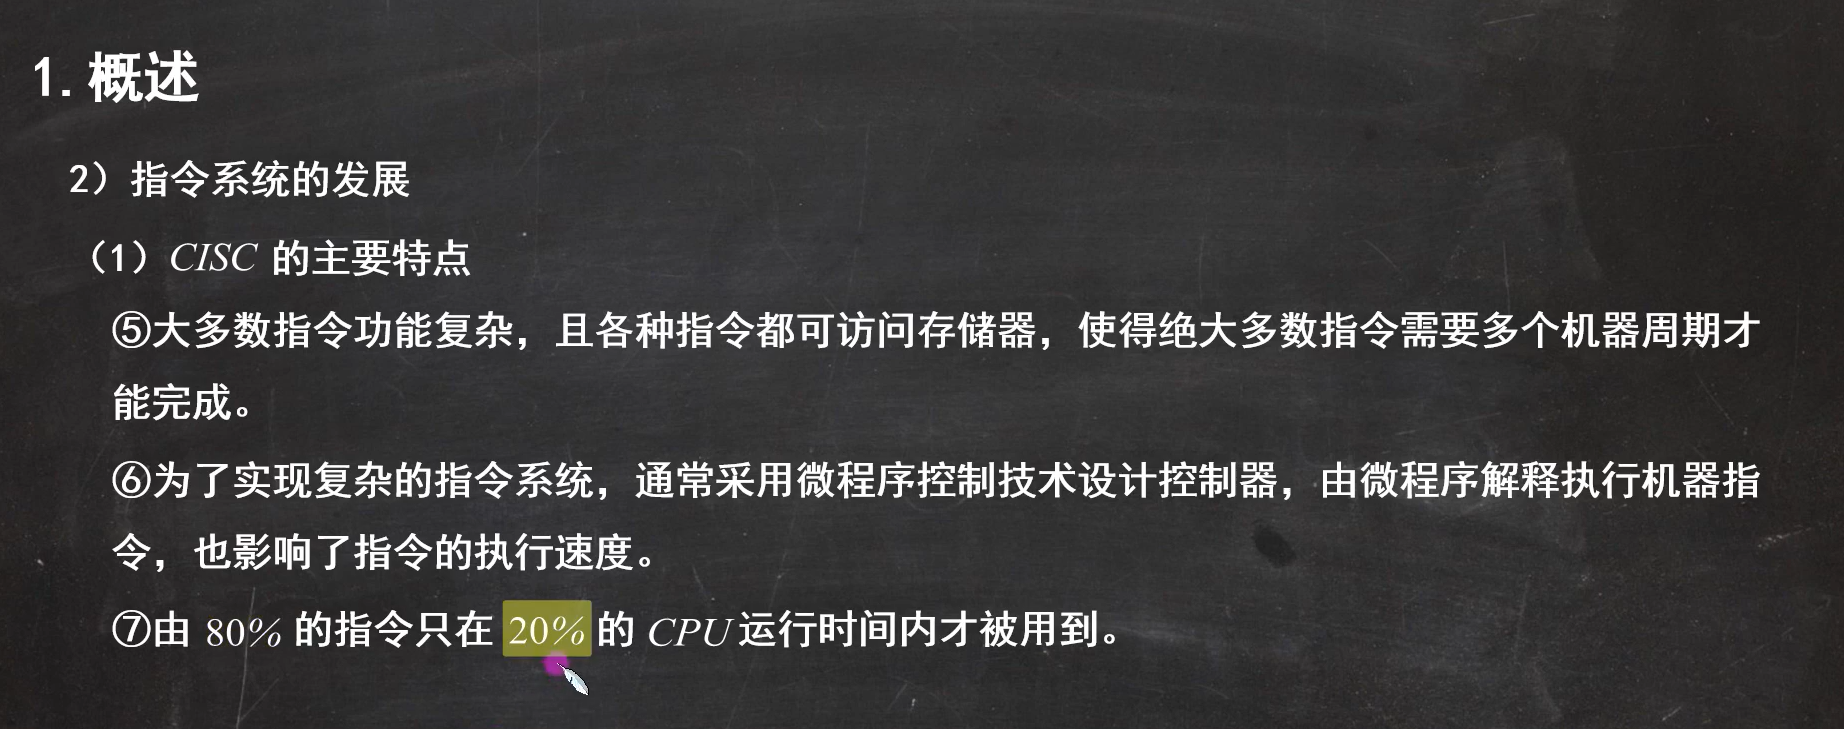 1.概述
2）指令系统的发展
（1）CISC 的主要特点
⑤大多数指令功能复杂，且各种指令都可访问存储器，使得绝大多数指令需要多个机器周期才
能完成。
⑥为了实现复杂的指令系统，通常采用微程序控制技术设计控制器，由微程序解释执行机器指
令，也影响了指令的执行速度。
⑦由 80% 的指令只在 20% 的 CPU 运行时间内才被用到。